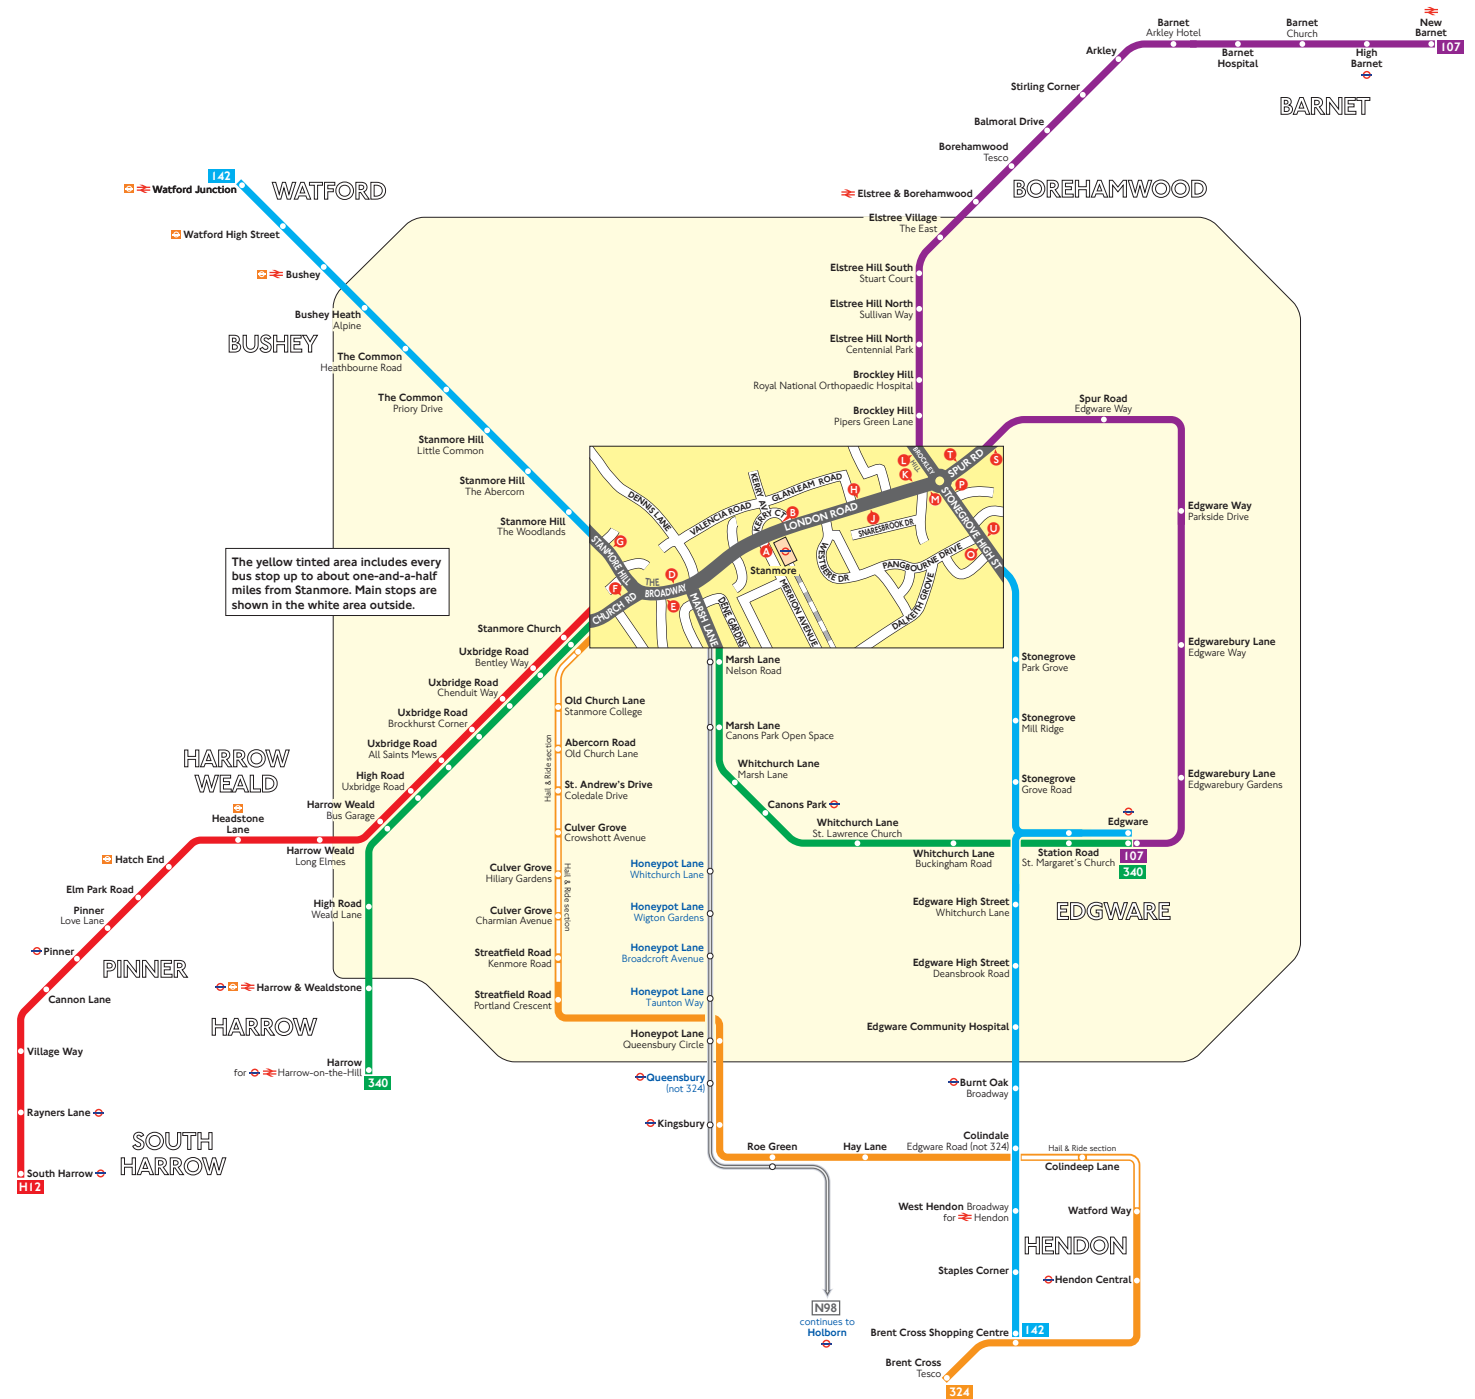 Barnet
Arkley Hotel
Barnet
Hospital
Barnet
Church
High
Barnet
New
Barnet
107
Arkley
BARNET
Stirling Corner
Balmoral Drive
Borehamwood
Tesco
BOREHAMWOOD
Elstree & Borehamwood
Elstree Village
The East
Elstree Hill South
Stuart Court
Elstree Hill North
Sullivan Way
Elstree Hill North
Centennial Park
Brockley Hill
Royal National Orthopaedic Hospital
Brockley Hill
Pipers Green Lane
142
Watford Junction
WATFORD
Watford High Street
Bushey
Bushey Heath
Alpine
BUSHEY
The Common
Heathbourne Road
The Common
Priory Drive
Stanmore Hill
Little Common
Stanmore Hill
The Abercorn
Stanmore Hill
The Woodlands
The yellow tinted area includes every
bus stop up to about one-and-a-half
miles from Stanmore. Main stops are
shown in the white area outside.
Spur Road
Edgware Way
Edgware Way
Parkside Drive
Edgwarebury Lane
Edgware Way
Edgwarebury Lane
Edgwarebury Gardens
DENNIS LANE
VALENCIA ROAD
KERRY AV
KERRY CT
GLANLEAM ROAD
LONDON ROAD
BROCKLEY
HILL
SPUR RD
STONEGROVE HIGH ST
SNARESBROOK DR
PANGBOURNE DRIVE
WESTBERE DR
DALKEITH GROVE
MERRION AVENUE
DENE GARDNS
MARSH LANE
THE
BROADWAY
CHURCH RD
STANMORE HILL
Stanmore
A
B
D
E
F
G
H
J
K
L
M
O
P
S
T
U
Stanmore Church
Uxbridge Road
Bentley Way
Uxbridge Road
Chenduit Way
Uxbridge Road
Brockhurst Corner
Uxbridge Road
All Saints Mews
High Road
Uxbridge Road
Harrow Weald
Bus Garage
HARROW
WEALD
Headstone
Lane
Harrow Weald
Long Elmes
Hatch End
Elm Park Road
Pinner
Love Lane
Pinner
PINNER
Cannon Lane
Village Way
Rayners Lane
South Harrow
H12
SOUTH
HARROW
High Road
Weald Lane
Harrow & Wealdstone
HARROW
Harrow
for Harrow-on-the-Hill
340
Old Church Lane
Stanmore College
Abercorn Road
Old Church Lane
Hail & Ride section
St. Andrew's Drive
Coledale Drive
Culver Grove
Crowshott Avenue
Culver Grove
Hiliary Gardens
Hail & Ride section
Culver Grove
Charmian Avenue
Streatfield Road
Kenmore Road
Streatfield Road
Portland Crescent
Marsh Lane
Nelson Road
Marsh Lane
Canons Park Open Space
Whitchurch Lane
Marsh Lane
Canons Park
Whitchurch Lane
St. Lawrence Church
Whitchurch Lane
Buckingham Road
Station Road
St. Margaret's Church
Edgware
107
340
EDGWARE
Stonegrove
Park Grove
Stonegrove
Mill Ridge
Stonegrove
Grove Road
Honeypot Lane
Whitchurch Lane
Honeypot Lane
Wigton Gardens
Honeypot Lane
Broadcroft Avenue
Honeypot Lane
Taunton Way
Honeypot Lane
Queensbury Circle
Queensbury
(not 324)
Kingsbury
Roe Green
Hay Lane
Edgware High Street
Whitchurch Lane
Edgware High Street
Deansbrook Road
Edgware Community Hospital
Burnt Oak
Broadway
Colindale
Edgware Road (not 324)
Hail & Ride section
Colindeep Lane
West Hendon Broadway
for Hendon
Watford Way
HENDON
Staples Corner
Hendon Central
Brent Cross Shopping Centre
142
Brent Cross
Tesco
324
N98
continues to
Holborn